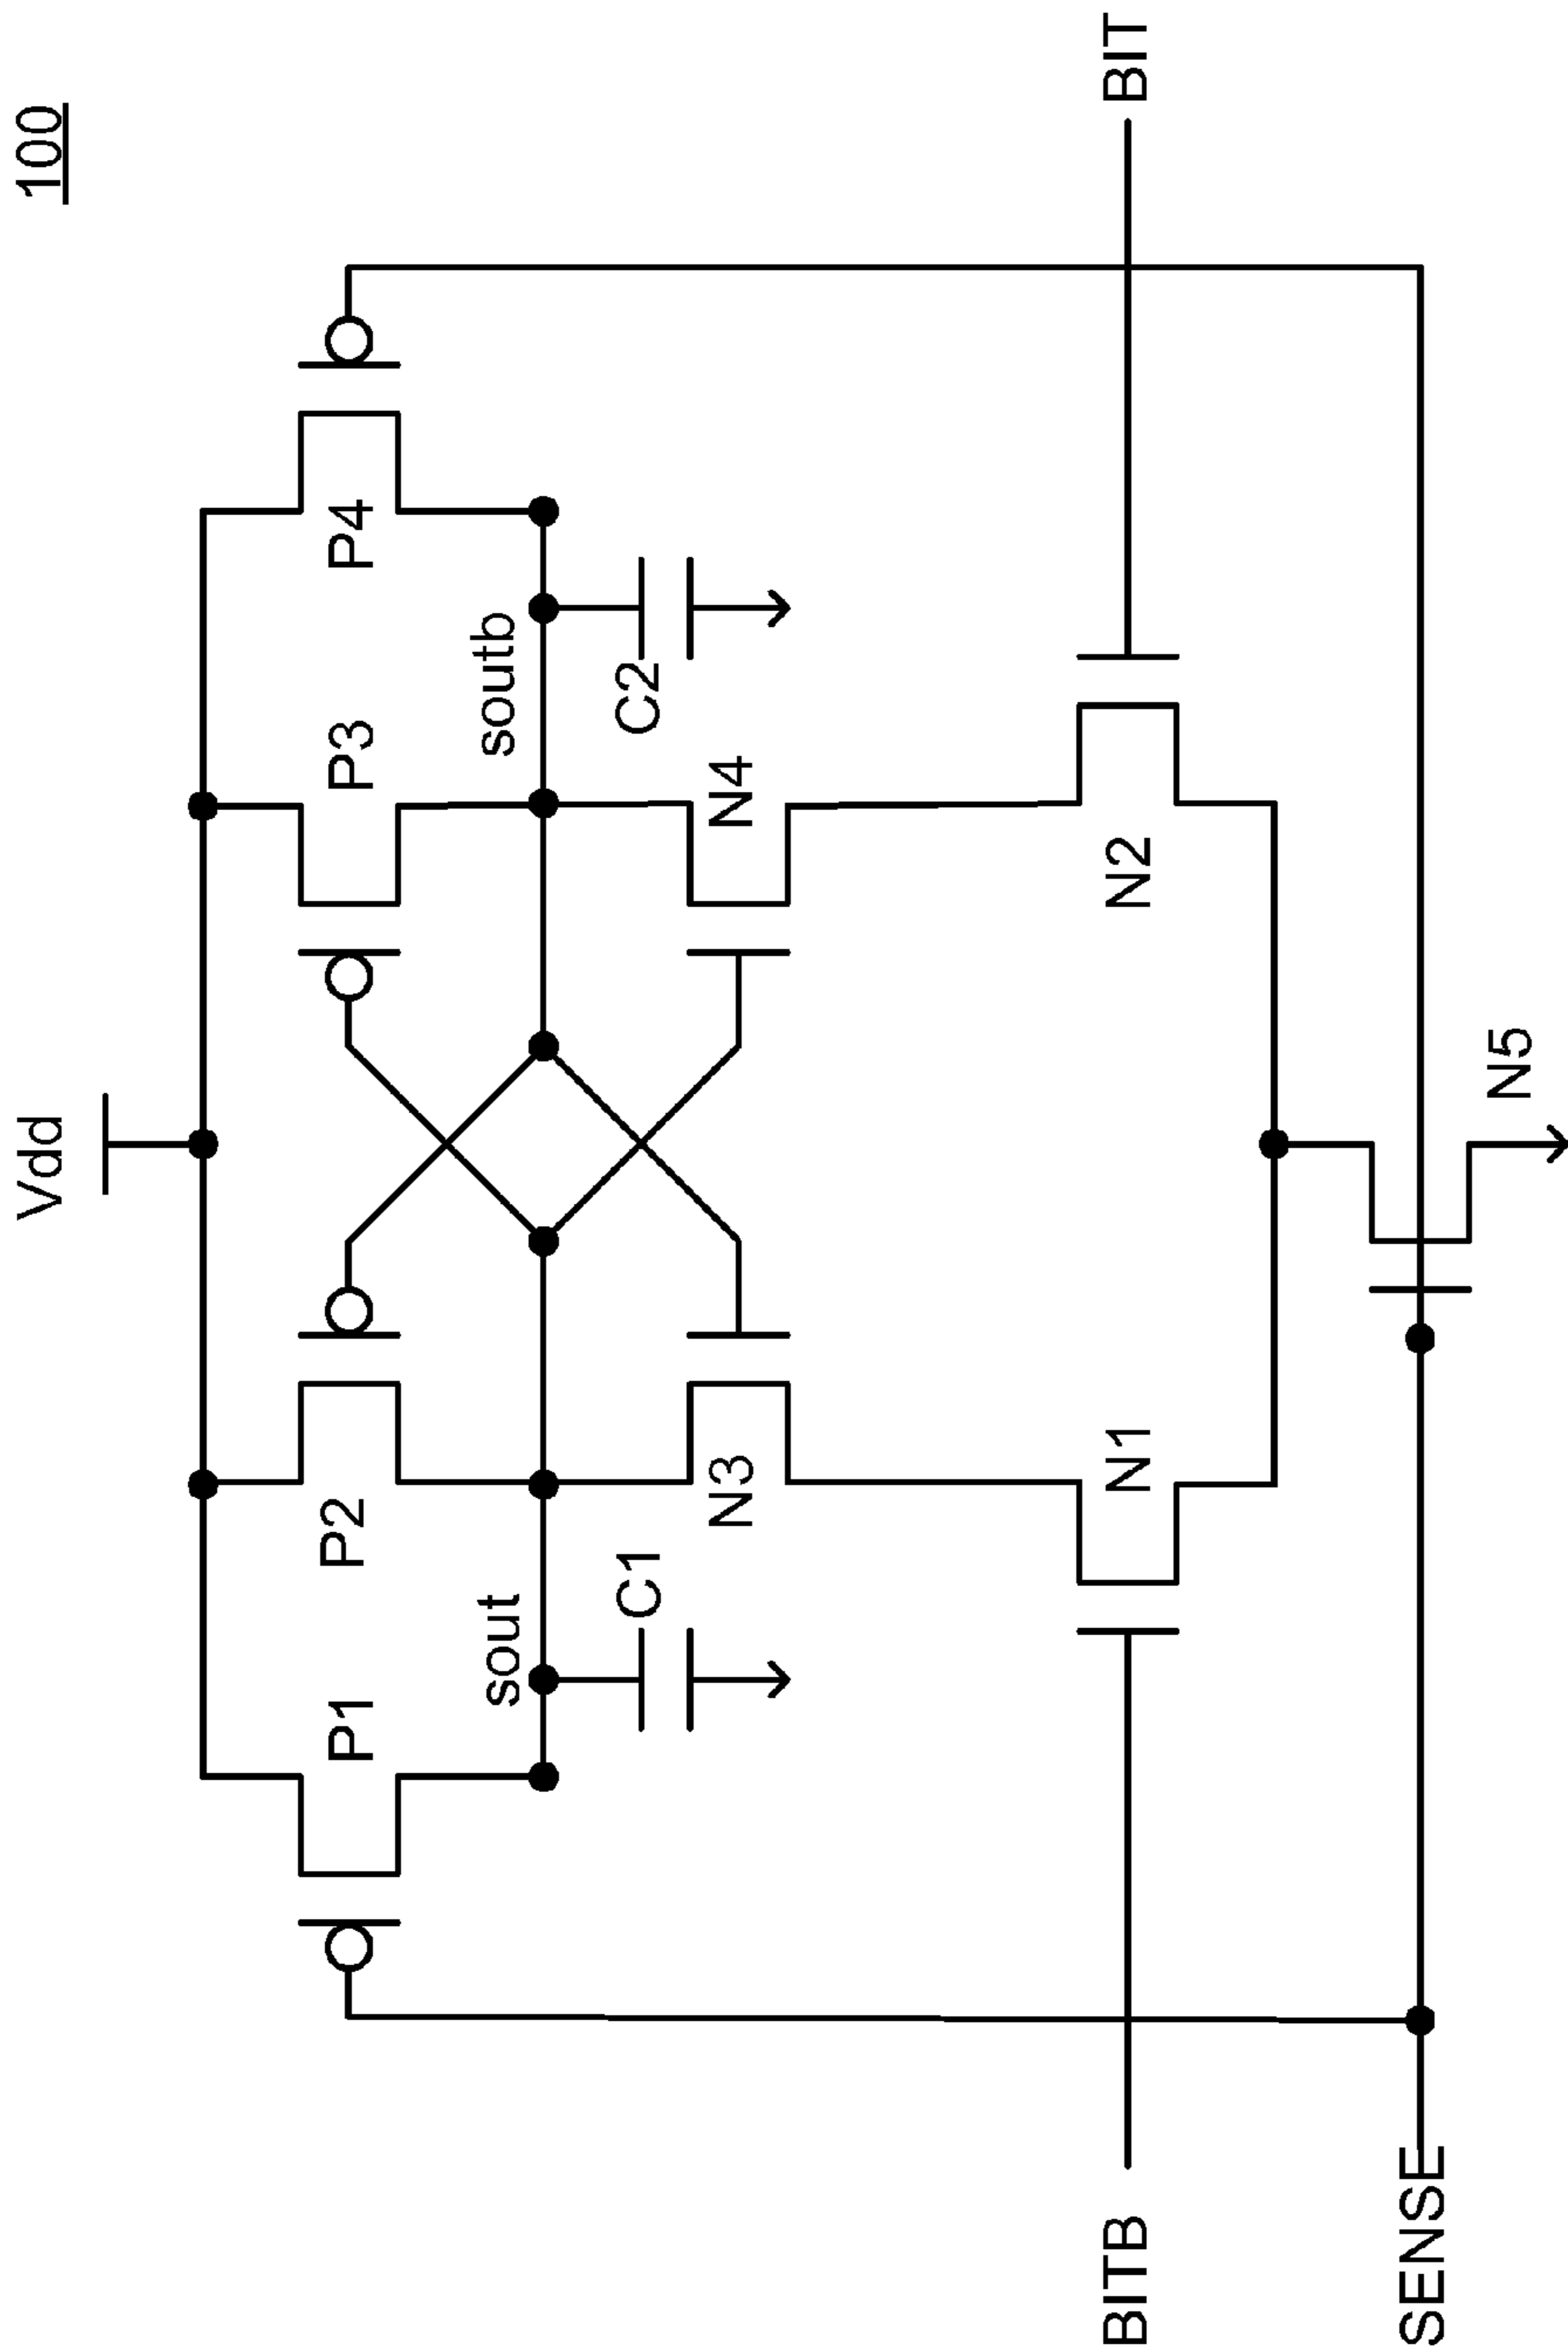 100
Vdd
P1
P2
P3
P4
sout
soutb
C1
C2
N3
N4
BITB
N1
N2
BIT
SENSE
N5